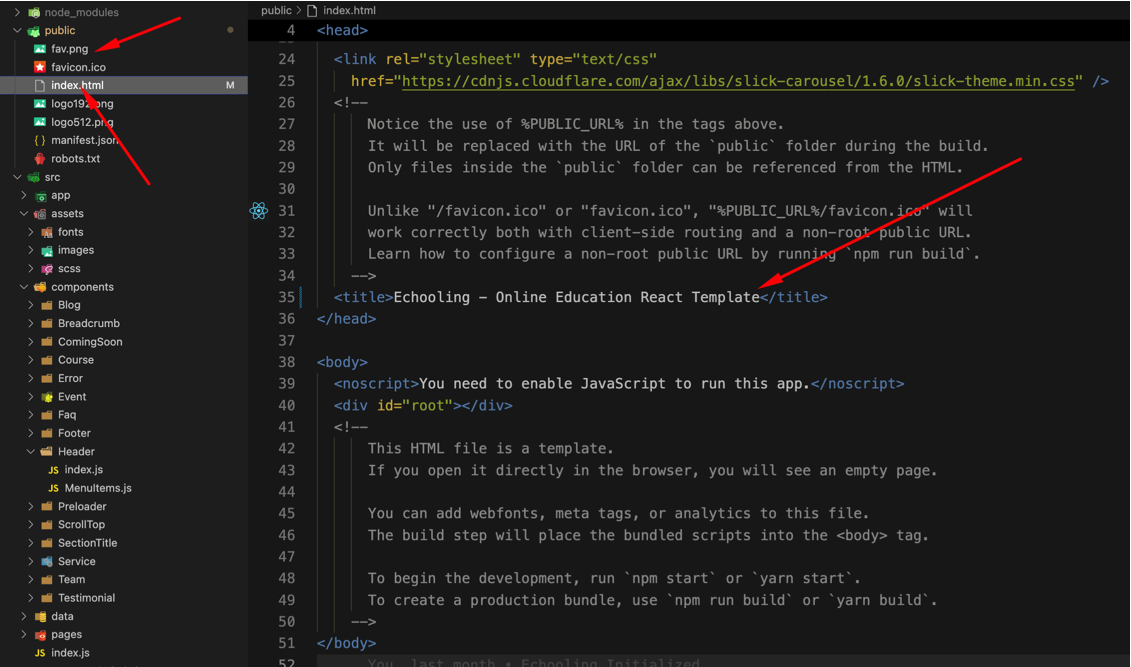 node_modules
public
fav.png
favicon.ico
index.html M
logo192.png
logo512.png
{ } manifest.json
robots.txt
src
app
assets
fonts
images
scss
components
Blog
Breadcrumb
ComingSoon
Course
Error
Event
Faq
Footer
Header
JS index.js
JS MenuItems.js
Preloader
ScrollTop
SectionTitle
Service
Team
Testimonial
data
pages
JS index.js
public > index.html
4 <head>
24 <link rel="stylesheet" type="text/css"
25 href="https://cdnjs.cloudflare.com/ajax/libs/slick-carousel/1.6.0/slick-theme.min.css" />
26 <!--
27 Notice the use of %PUBLIC_URL% in the tags above.
28 It will be replaced with the URL of the `public` folder during the build.
29 Only files inside the `public` folder can be referenced from the HTML.
30
31 Unlike "/favicon.ico" or "favicon.ico", "%PUBLIC_URL%/favicon.ico" will
32 work correctly both with client-side routing and a non-root public URL.
33 Learn how to configure a non-root public URL by running `npm run build`.
34 -->
35 <title>Echooling - Online Education React Template</title>
36 </head>
37
38 <body>
39 <noscript>You need to enable JavaScript to run this app.</noscript>
40 <div id="root"></div>
41 <!--
42 This HTML file is a template.
43 If you open it directly in the browser, you will see an empty page.
44
45 You can add webfonts, meta tags, or analytics to this file.
46 The build step will place the bundled scripts into the <body> tag.
47
48 To begin the development, run `npm start` or `yarn start`.
49 To create a production bundle, use `npm run build` or `yarn build`.
50 -->
51 </body>
52 You, last month • Echooling Initialized